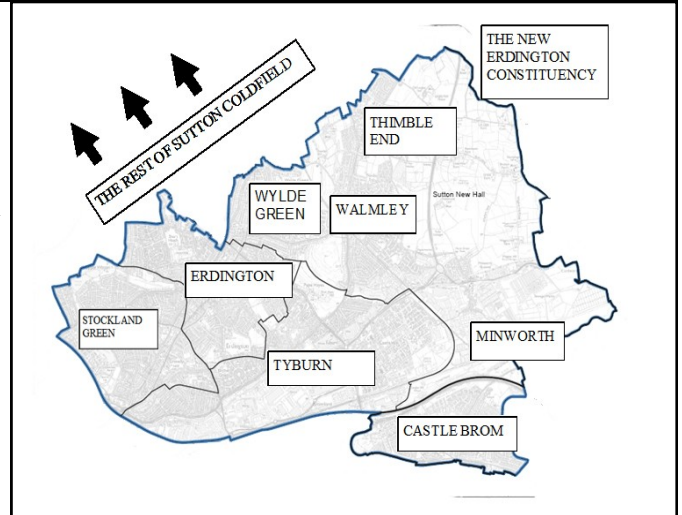 THE NEW
ERDINGTON
CONSTITUENCY
THE REST OF SUTTON COLDFIELD
THIMBLE
END
WYLDE
GREEN
WALMLEY
Sutton New Hall
ERDINGTON
STOCKLAND
GREEN
MINWORTH
TYBURN
CASTLE BROM
Erdington